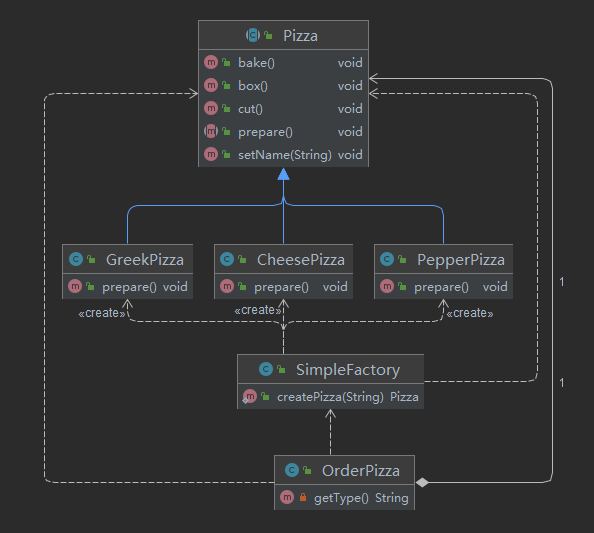 Pizza
bake() void
box() void
cut() void
prepare() void
setName(String) void
GreekPizza
prepare() void
CheesePizza
prepare() void
PepperPizza
prepare() void
«create»
«create»
«create»
1
SimpleFactory
createPizza(String) Pizza
1
OrderPizza
getType() String